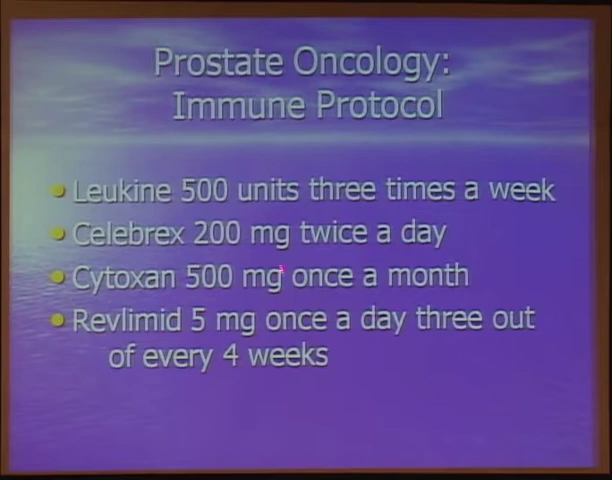 Prostate Oncology:
Immune Protocol
Leukine 500 units three times a week
Celebrex 200 mg twice a day
Cytoxan 500 mg once a month
Revlimid 5 mg once a day three out
of every 4 weeks